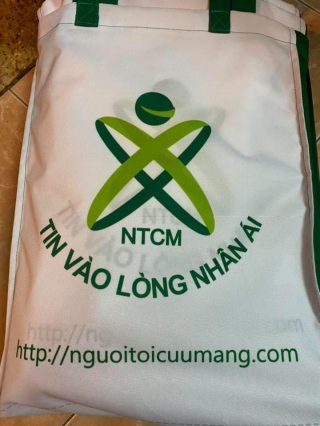 NTCM
TIN VÀO LÒNG NHÂN ÁI
http://nguoitoicuumang.com